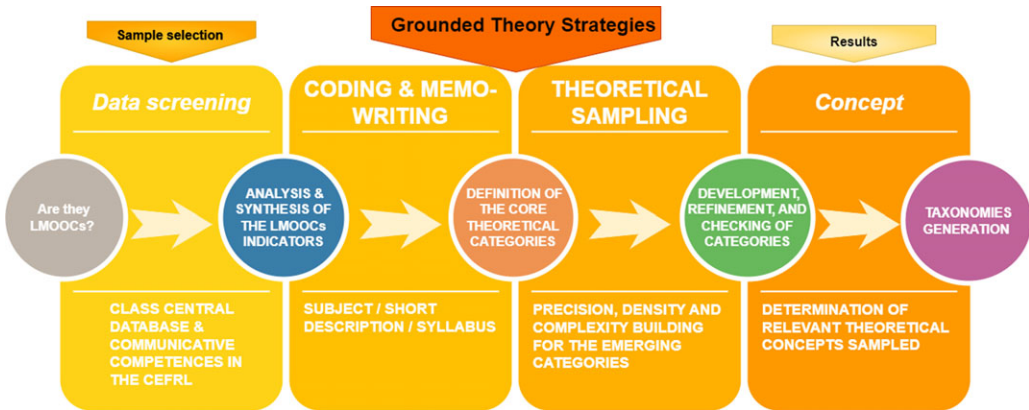 Sample selection
Grounded Theory Strategies
Results
Data screening
CODING & MEMO-
WRITING
THEORETICAL
SAMPLING
Concept
Are they
LMOOCs?
ANALYSIS &
SYNTHESIS OF
THE LMOOCs
INDICATORS
DEFINITION OF
THE CORE
THEORETICAL
CATEGORIES
DEVELOPMENT,
REFINEMENT, AND
CHECKING OF
CATEGORIES
TAXONOMIES
GENERATION
CLASS CENTRAL
DATABASE &
COMMUNICATIVE
COMPETENCES IN
THE CEFRL
SUBJECT / SHORT
DESCRIPTION / SYLLABUS
PRECISION, DENSITY AND
COMPLEXITY BUILDING
FOR THE EMERGING
CATEGORIES
DETERMINATION OF
RELEVANT THEORETICAL
CONCEPTS SAMPLED